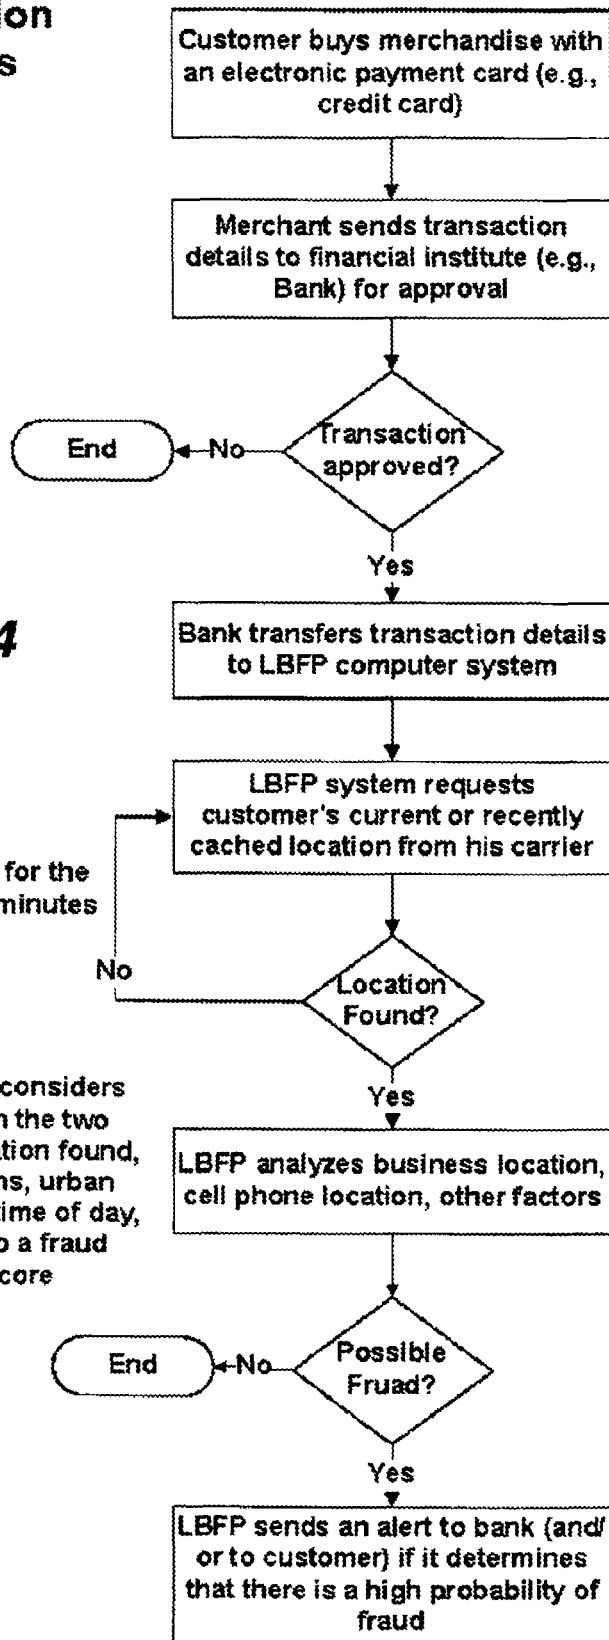 s
Customer buys merchandise with
an electronic payment card (e.g.,
credit card)
Merchant sends transaction
details to financial institute (e.g.,
Bank) for approval
Transaction
approved?
No
End
Yes
4
Bank transfers transaction details
to LBFP computer system
LBFP system requests
customer's current or recently
cached location from his carrier
for the
minutes
No
Location
Found?
Yes
considers
the two
found,
urban
time of day,
a fraud
LBFP analyzes business location,
cell phone location, other factors
Possible
Fruad?
No
End
Yes
LBFP sends an alert to bank (and/
or to customer) if it determines
that there is a high probability of
fraud